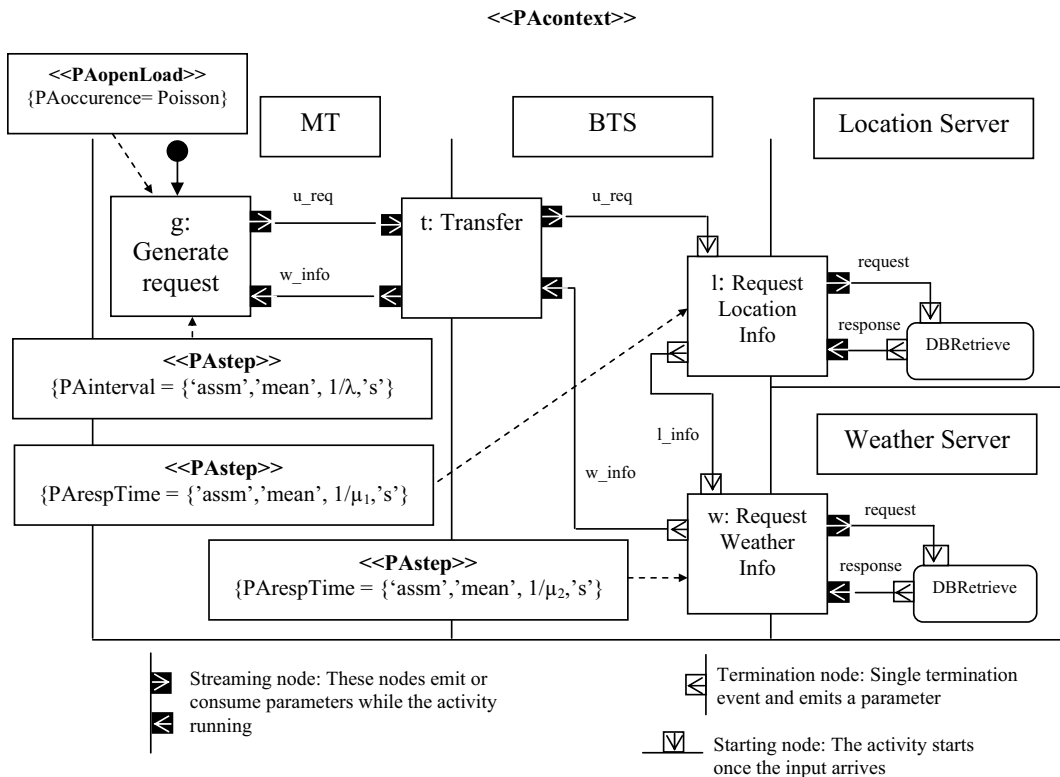 <<PAcontext>>
<<PAopenLoad>>
{PAoccurence= Poisson}
MT
BTS
Location Server
g:
Generate
request
u_req
w_info
t: Transfer
u_req
l: Request
Location
Info
request
response
DBRetrieve
<<PAstep>>
{PAinterval = {‘assm’,’mean’, 1/λ,’s’}
l_info
Weather Server
<<PAstep>>
{PArespTime = {’assm’,’mean’, 1/µ₁,’s’}
w_info
w: Request
Weather
Info
request
response
DBRetrieve
<<PAstep>>
{PArespTime = {‘assm’,’mean’, 1/µ₂,’s’}
Streaming node: These nodes emit or
consume parameters while the activity
running
Termination node: Single termination
event and emits a parameter
Starting node: The activity starts
once the input arrives